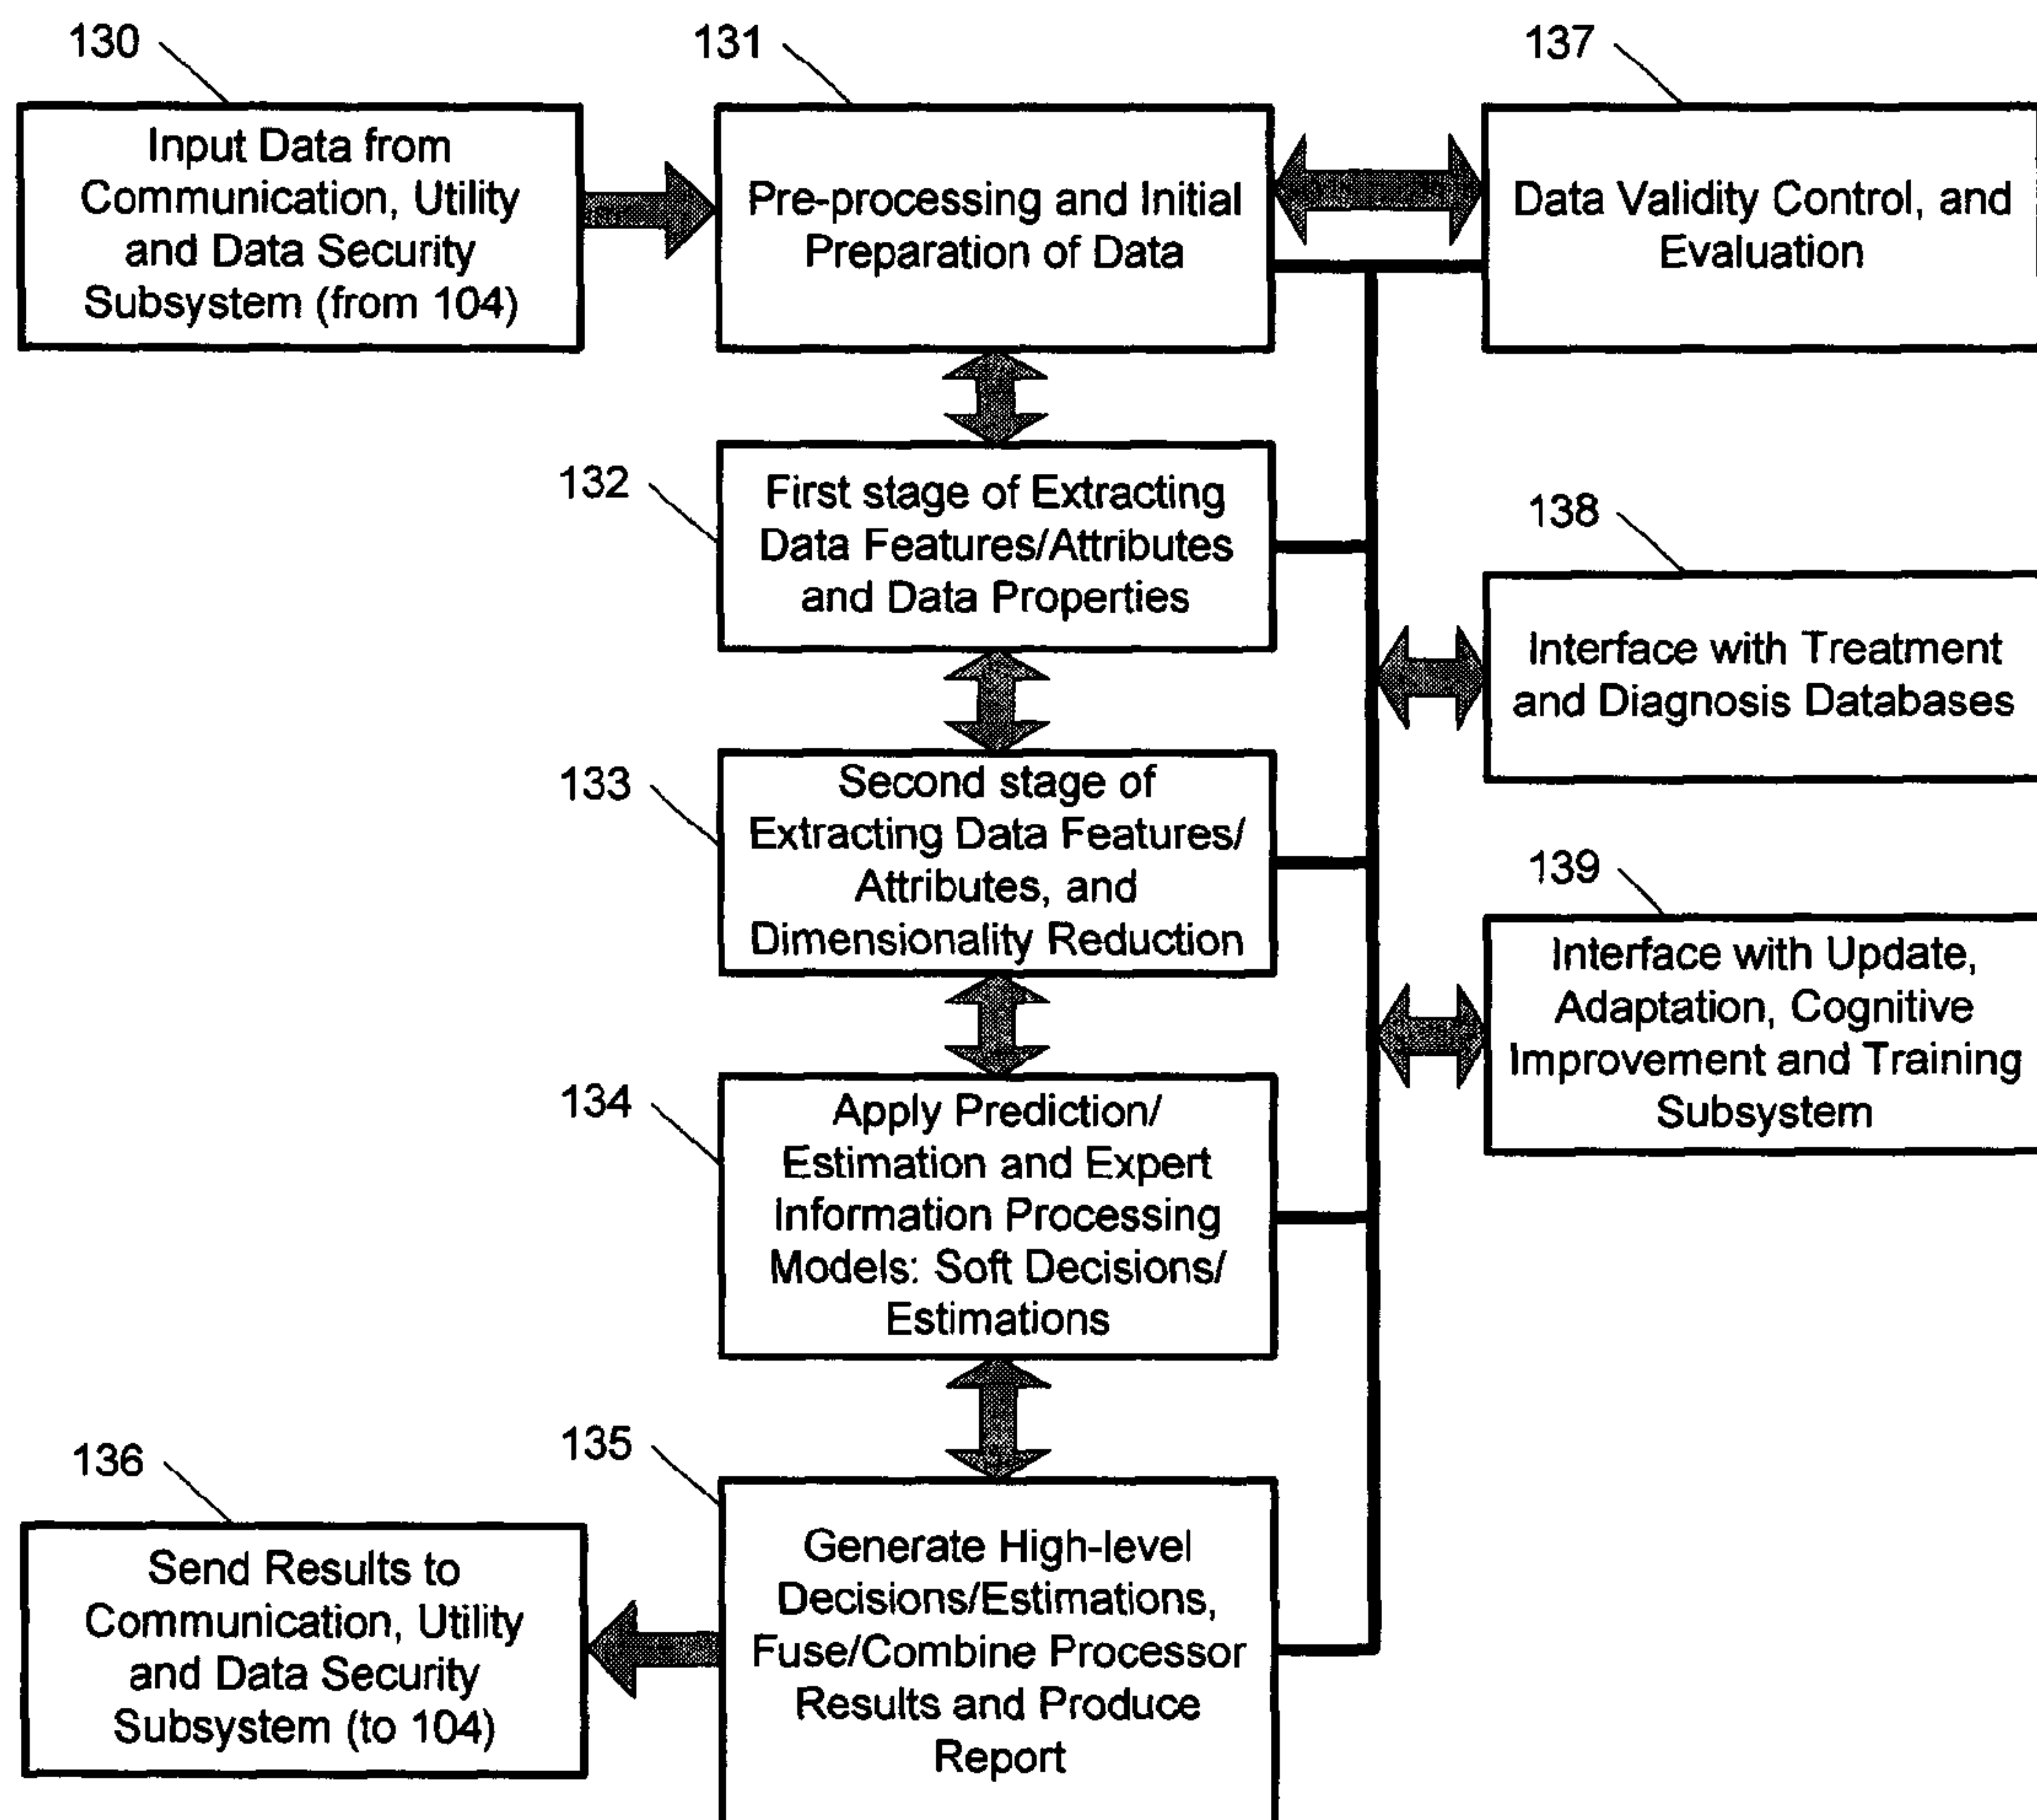 130
Input Data from
Communication, Utility
and Data Security
Subsystem (from 104)
131
Pre-processing and Initial
Preparation of Data
137
Data Validity Control, and
Evaluation
132
First stage of Extracting
Data Features/Attributes
and Data Properties
138
Interface with Treatment
and Diagnosis Databases
133
Second stage of
Extracting Data Features/
Attributes, and
Dimensionality Reduction
139
Interface with Update,
Adaptation, Cognitive
Improvement and Training
Subsystem
134
Apply Prediction/
Estimation and Expert
Information Processing
Models: Soft Decisions/
Estimations
135
Generate High-level
Decisions/Estimations,
Fuse/Combine Processor
Results and Produce
Report
136
Send Results to
Communication, Utility
and Data Security
Subsystem (to 104)